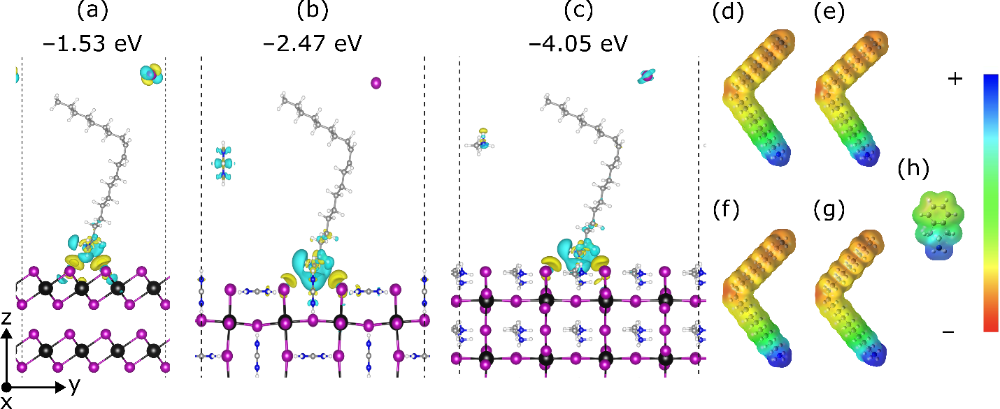 (a)
–1.53 eV
(b)
–2.47 eV
(c)
–4.05 eV
(d)
(e)
+
(h)
(f)
(g)
–
z
y
x